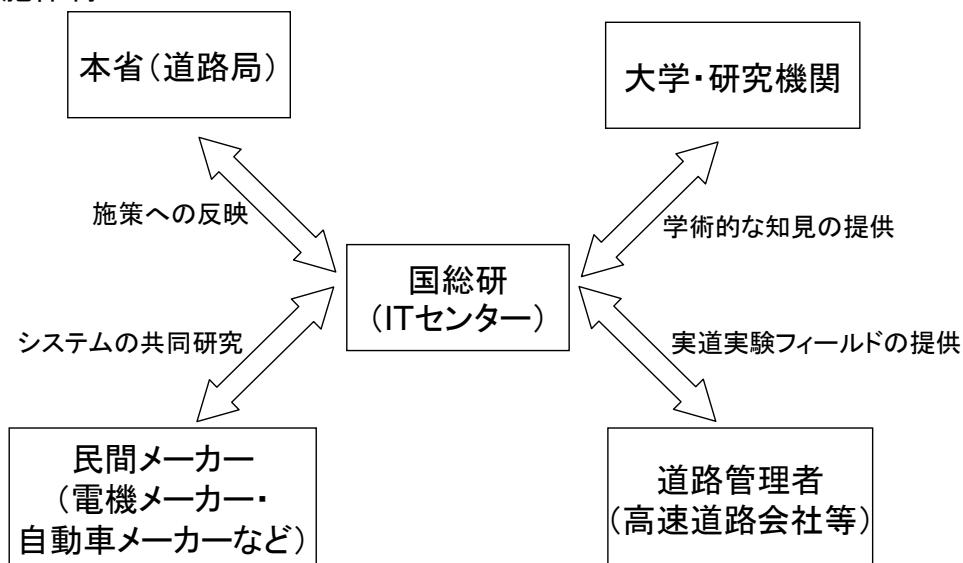 本省(道路局)
大学・研究機関
施策への反映
学術的な知見の提供
国総研
(ITセンター)
システムの共同研究
実道実験フィールドの提供
民間メーカー
(電機メーカー・
自動車メーカーなど)
道路管理者
(高速道路会社等)